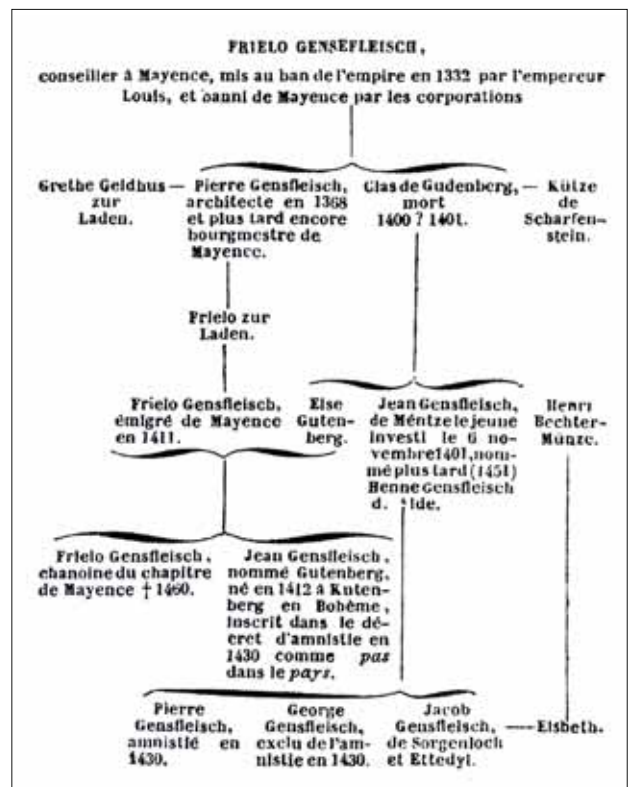 FRIELO GENSEFLEISCH,
conseiller à Mayence, mis au ban de l'empire en 1332 par l'empereur
Louis, et banni de Mayence par les corporations
Grethe Geldhus —
zur
Laden.
Pierre Gensfleisch,
architecte en 1368
et plus tard encore
bourgmestre de
Mayence.
Clas de Gudenberg, —
mort
1400 ? 1401.
Kütze
de
Scharfen-
stein.
Frielo zur
Laden.
Frielo Gensfleisch,
émigré de Mayence
en 1411.
Else
Guten-
berg.
Jean Gensfleisch,
de Méntze le jeune
investi le 6 no-
vembre 1401, nom-
mé plus tard (1451)
Henne Gensfleisch
d.
Henri
Bechter-
Münze.
Frielo Gensfleisch,
chanoine du chapitre
de Mayence † 1460.
Jean Gensfleisch,
nommé Gutenberg,
né en 1412 à Kuten-
berg en Bohème,
inscrit dans le dé-
cret d'amnistie en
1430 comme pas
dans le pays.
Pierre
Gensfleisch,
amnistié en
1430.
George
Gensfleisch,
exclu de l'am-
nistie en 1430.
Jacob
Gensfleisch,
de Sorgenloch
et Ettedyl.
— Elsbeth.